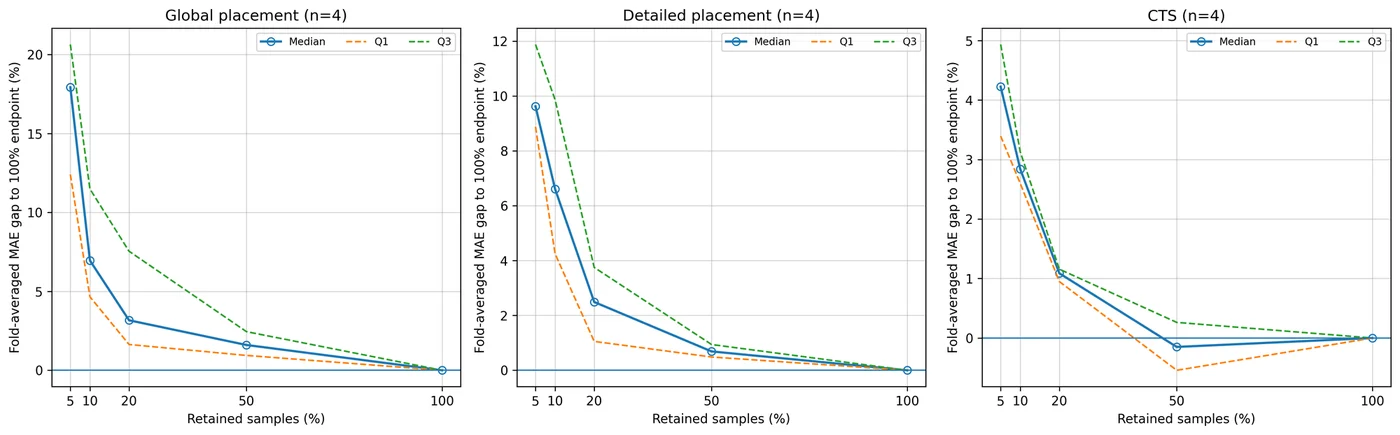 Global placement (n=4)
Fold-averaged MAE gap to 100% endpoint (%)
Median Q1 Q3
20
15
10
5
0
5 10 20 50 100
Retained samples (%)
Detailed placement (n=4)
Fold-averaged MAE gap to 100% endpoint (%)
Median Q1 Q3
12
10
8
6
4
2
0
5 10 20 50 100
Retained samples (%)
CTS (n=4)
Fold-averaged MAE gap to 100% endpoint (%)
Median Q1 Q3
5
4
3
2
1
0
5 10 20 50 100
Retained samples (%)